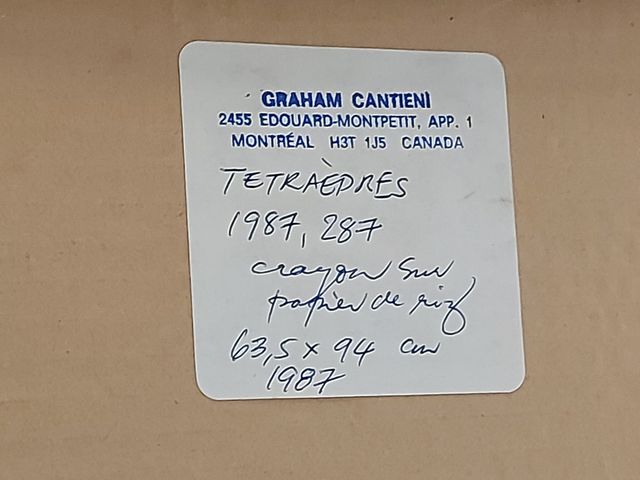 GRAHAM CANTIENI
2455 EDOUARD-MONTPETIT, APP. 1
MONTRÉAL H3T 1J5 CANADA
TETRAÈDRES
1987, 287
crayon sur
papier de riz
63,5 x 94 cm
1987